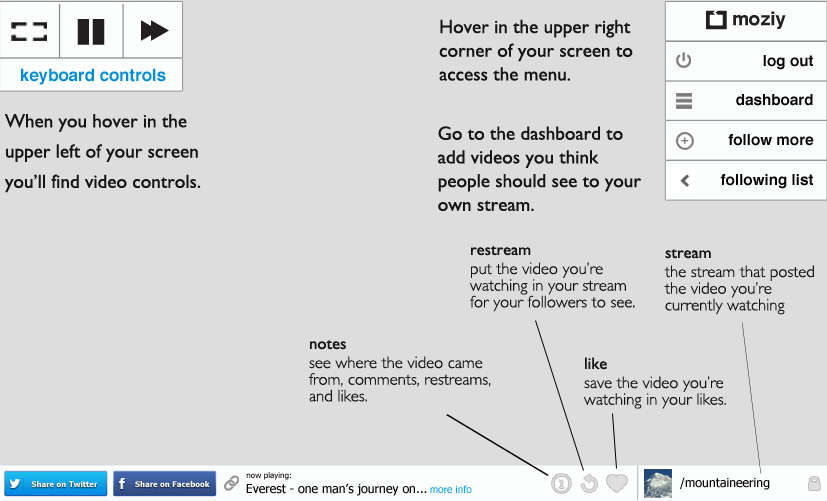 keyboard controls
When you hover in the
upper left of your screen
you'll find video controls.
Hover in the upper right
corner of your screen to
access the menu.
Go to the dashboard to
add videos you think
people should see to your
own stream.
moziy
log out
dashboard
follow more
following list
restream
put the video you're
watching in your stream
for your followers to see.
stream
the stream that posted
the video you're
currently watching
notes
see where the video came
from, comments, restreams,
and likes.
like
save the video you're
watching in your likes.
Share on Twitter
f Share on Facebook
now playing:
Everest - one man's journey on... more info
1
/mountaineering